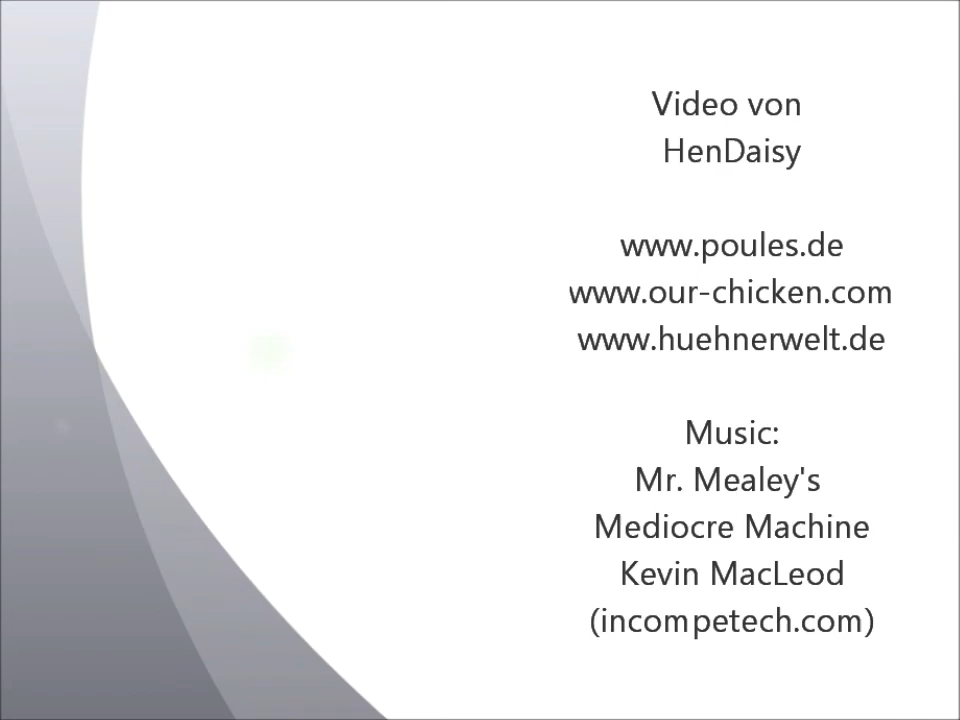 Video von
HenDaisy
www.poules.de
www.our-chicken.com
www.huehnerwelt.de
Music:
Mr. Mealey's
Mediocre Machine
Kevin MacLeod
(incompetech.com)